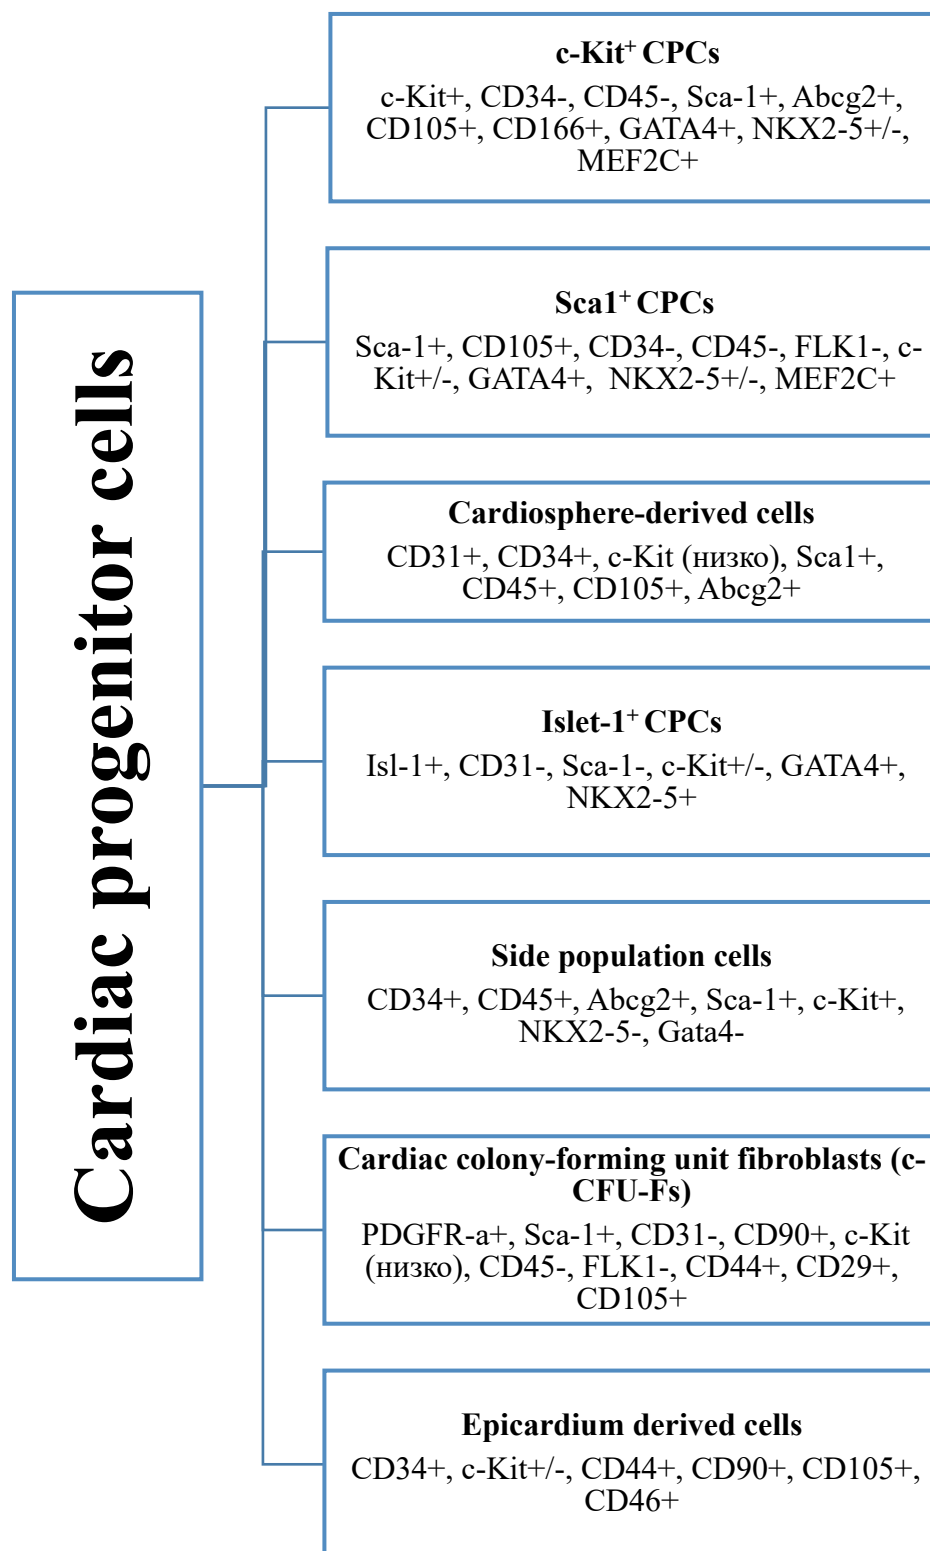 Cardiac progenitor cells
c-Kit⁺ CPCs
c-Kit+, CD34-, CD45-, Sca-1+, Abcg2+,
CD105+, CD166+, GATA4+, NKX2-5+/-,
MEF2C+
Sca1⁺ CPCs
Sca-1+, CD105+, CD34-, CD45-, FLK1-, c-
Kit+/-, GATA4+, NKX2-5+/-, MEF2C+
Cardiosphere-derived cells
CD31+, CD34+, c-Kit (низко), Sca1+,
CD45+, CD105+, Abcg2+
Islet-1⁺ CPCs
Isl-1+, CD31-, Sca-1-, c-Kit+/-, GATA4+,
NKX2-5+
Side population cells
CD34+, CD45+, Abcg2+, Sca-1+, c-Kit+,
NKX2-5-, Gata4-
Cardiac colony-forming unit fibroblasts (c-
CFU-Fs)
PDGFR-a+, Sca-1+, CD31-, CD90+, c-Kit
(низко), CD45-, FLK1-, CD44+, CD29+,
CD105+
Epicardium derived cells
CD34+, c-Kit+/-, CD44+, CD90+, CD105+,
CD46+